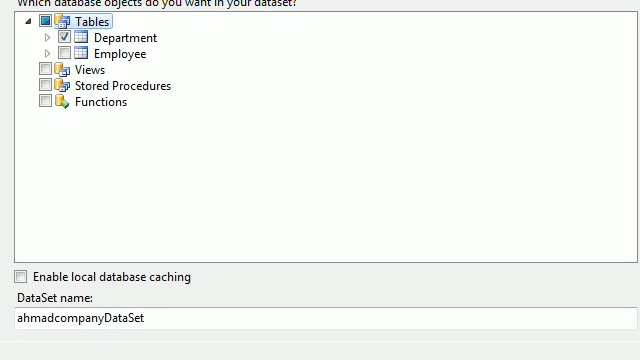 Which database objects do you want in your dataset?
Tables
Department
Employee
Views
Stored Procedures
Functions
Enable local database caching
DataSet name:
ahmadcompanyDataSet